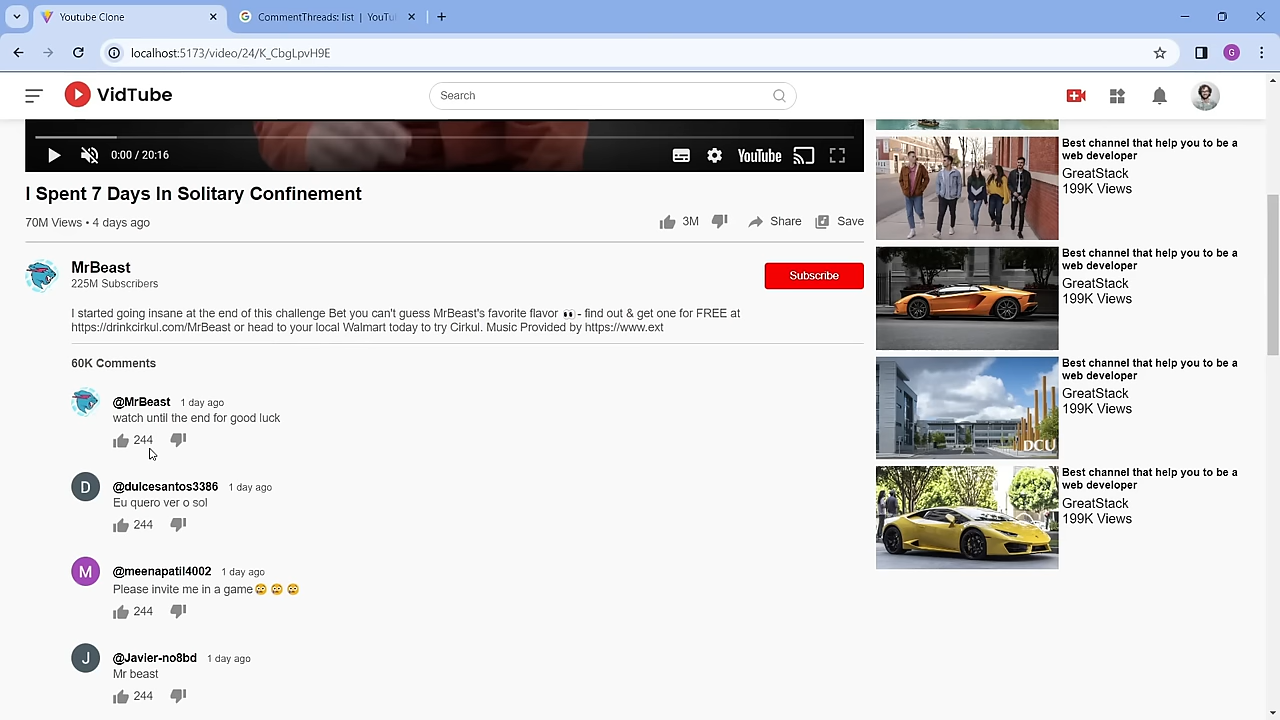 Youtube Clone
CommentThreads: list | YouTu
localhost:5173/video/24/K_CbgLpvH9E
G
VidTube
Search
0:00 / 20:16
YouTube
I Spent 7 Days In Solitary Confinement
70M Views • 4 days ago
3M
Share
Save
MrBeast
225M Subscribers
Subscribe
I started going insane at the end of this challenge Bet you can't guess MrBeast's favorite flavor 👀- find out & get one for FREE at
https://drinkcirkul.com/MrBeast or head to your local Walmart today to try Cirkul. Music Provided by https://www.ext
60K Comments
@MrBeast 1 day ago
watch until the end for good luck
244
D
@dulcesantos3386 1 day ago
Eu quero ver o sol
244
M
@meenapatil4002 1 day ago
Please invite me in a game😳 😳 😳
244
J
@Javier-no8bd 1 day ago
Mr beast
244
Best channel that help you to be a
web developer
GreatStack
199K Views
Best channel that help you to be a
web developer
GreatStack
199K Views
DCU
Best channel that help you to be a
web developer
GreatStack
199K Views
Best channel that help you to be a
web developer
GreatStack
199K Views